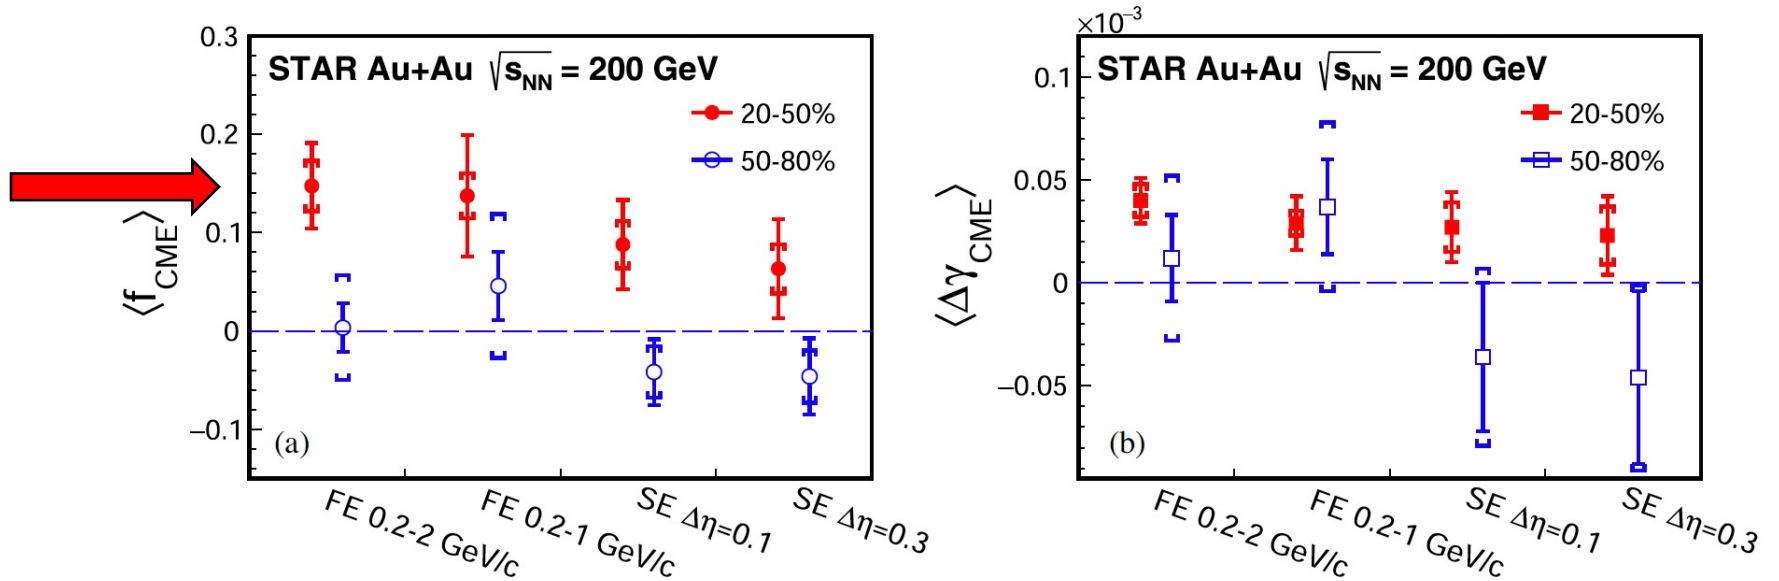 STAR Au+Au √sNN = 200 GeV
20-50%
50-80%
⟨fCME⟩
0.3
0.2
0.1
0
−0.1
(a)
FE 0.2-2 GeV/c
FE 0.2-1 GeV/c
SE Δη=0.1
SE Δη=0.3
×10−3
STAR Au+Au √sNN = 200 GeV
20-50%
50-80%
⟨ΔγCME⟩
0.1
0.05
0
−0.05
(b)
FE 0.2-2 GeV/c
FE 0.2-1 GeV/c
SE Δη=0.1
SE Δη=0.3